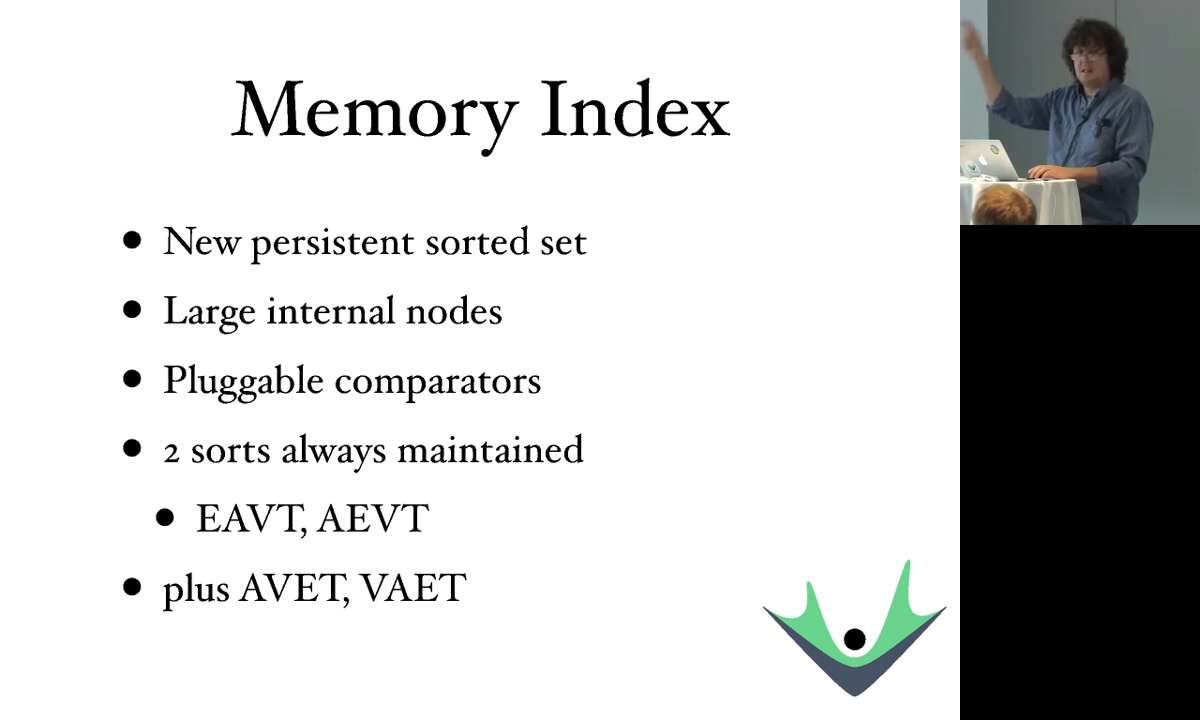 Memory Index
• New persistent sorted set
• Large internal nodes
• Pluggable comparators
• 2 sorts always maintained
• EAVT, AEVT
• plus AVET, VAET